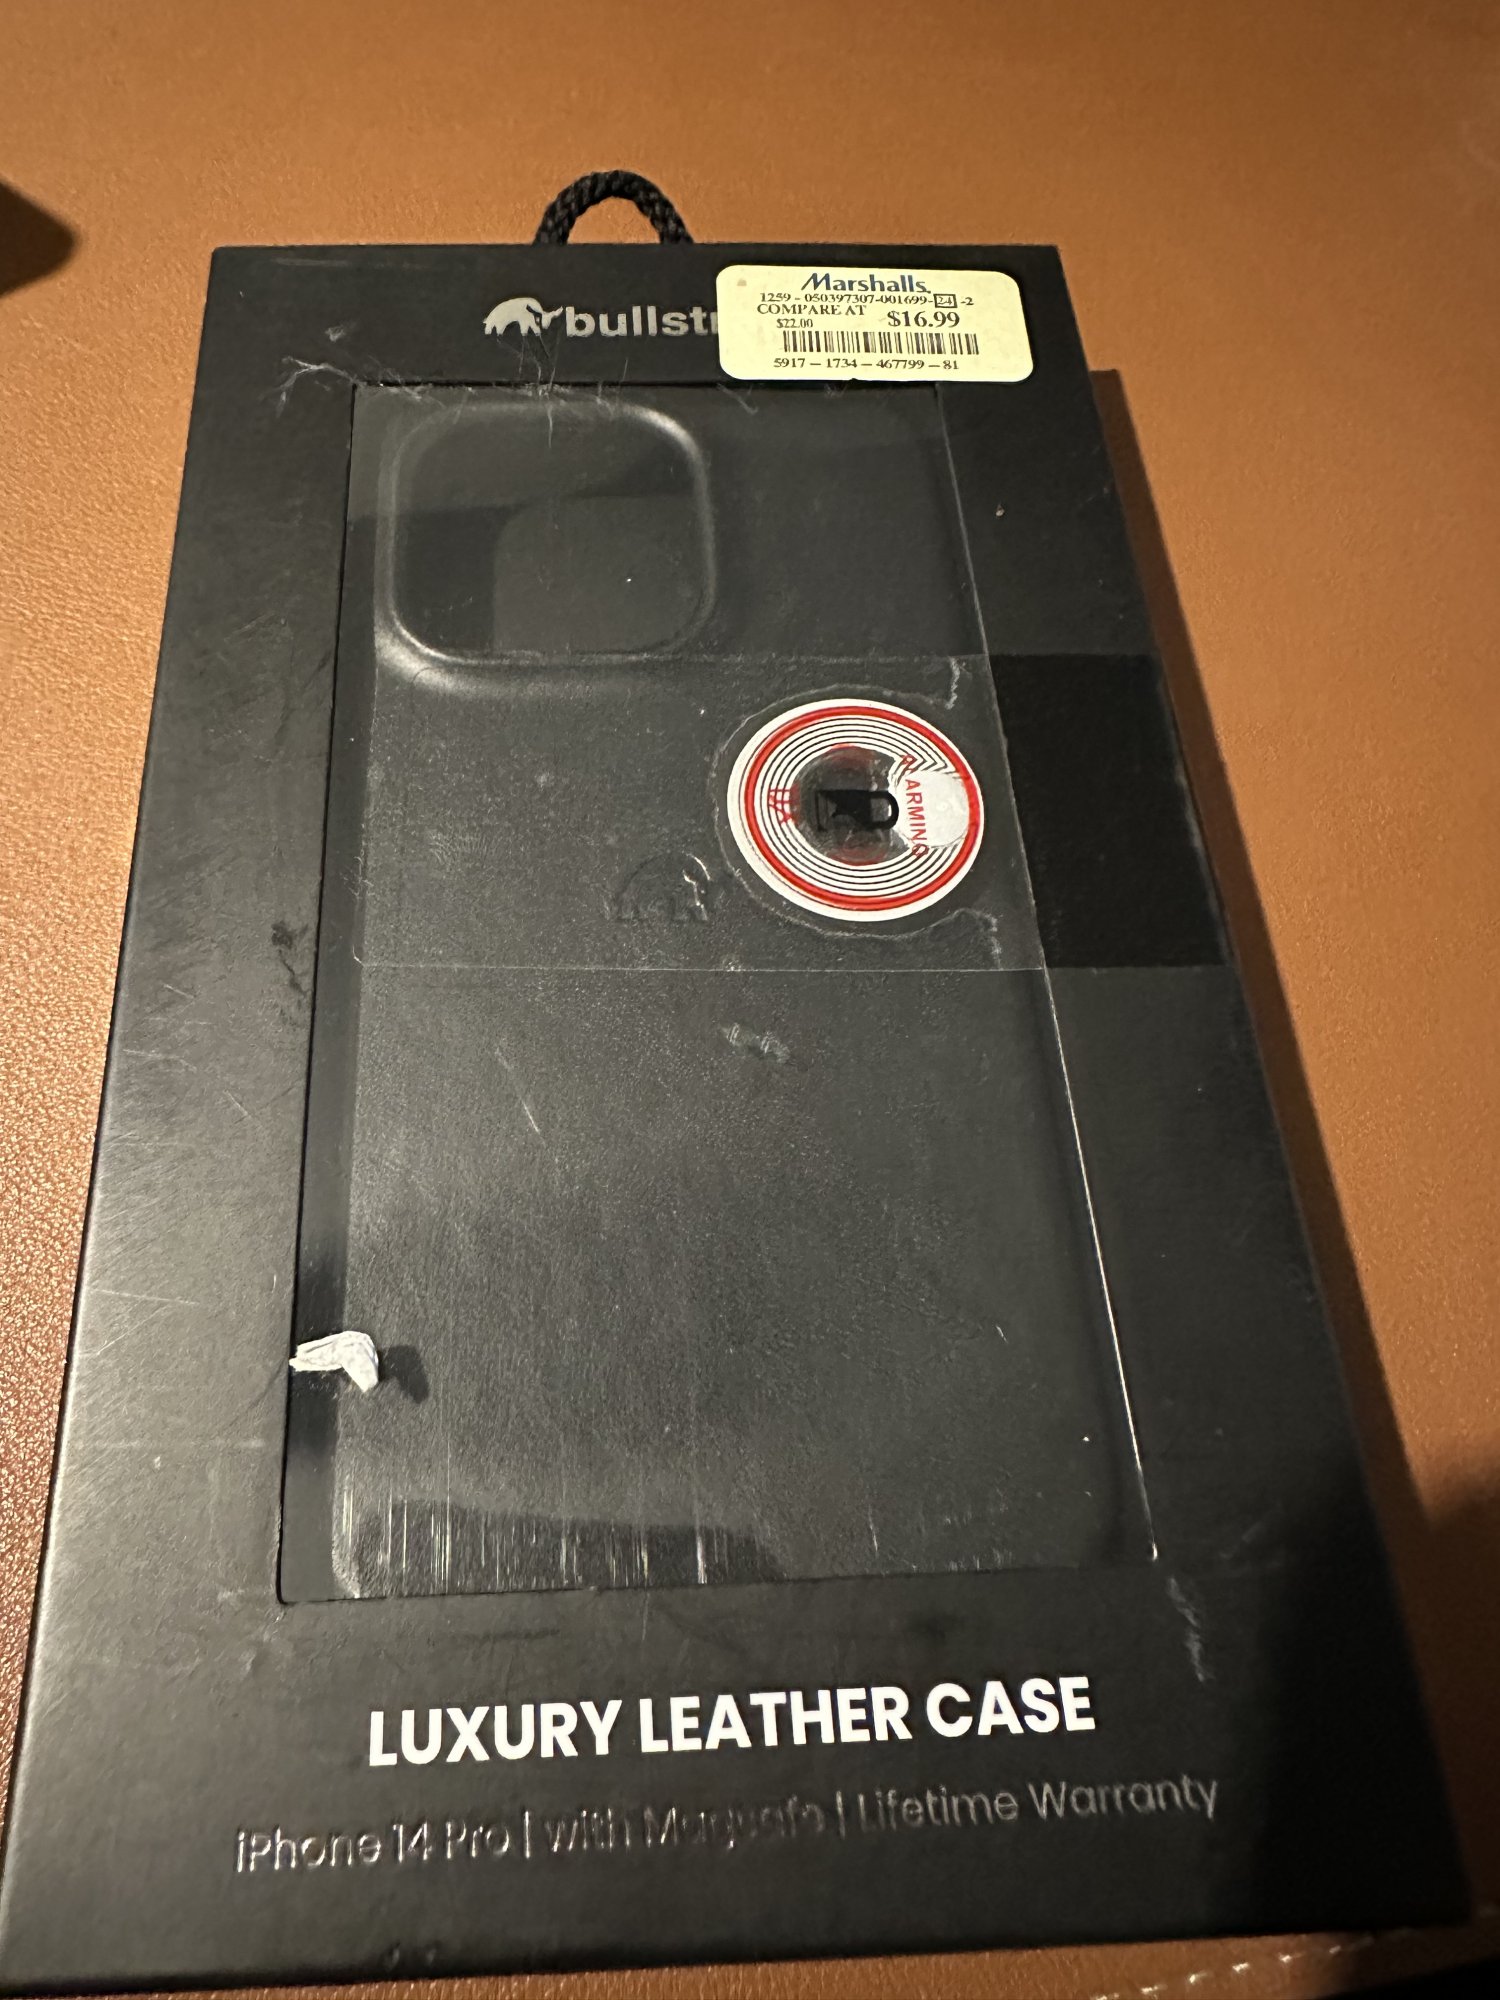 bullstr
Marshalls
1259 - 050397307-001699-24 -2
COMPARE AT $16.99
$22.00
5917 - 1734 - 467799 - 81
ALARMING
LUXURY LEATHER CASE
iPhone 14 Pro | with Magsafe | Lifetime Warranty